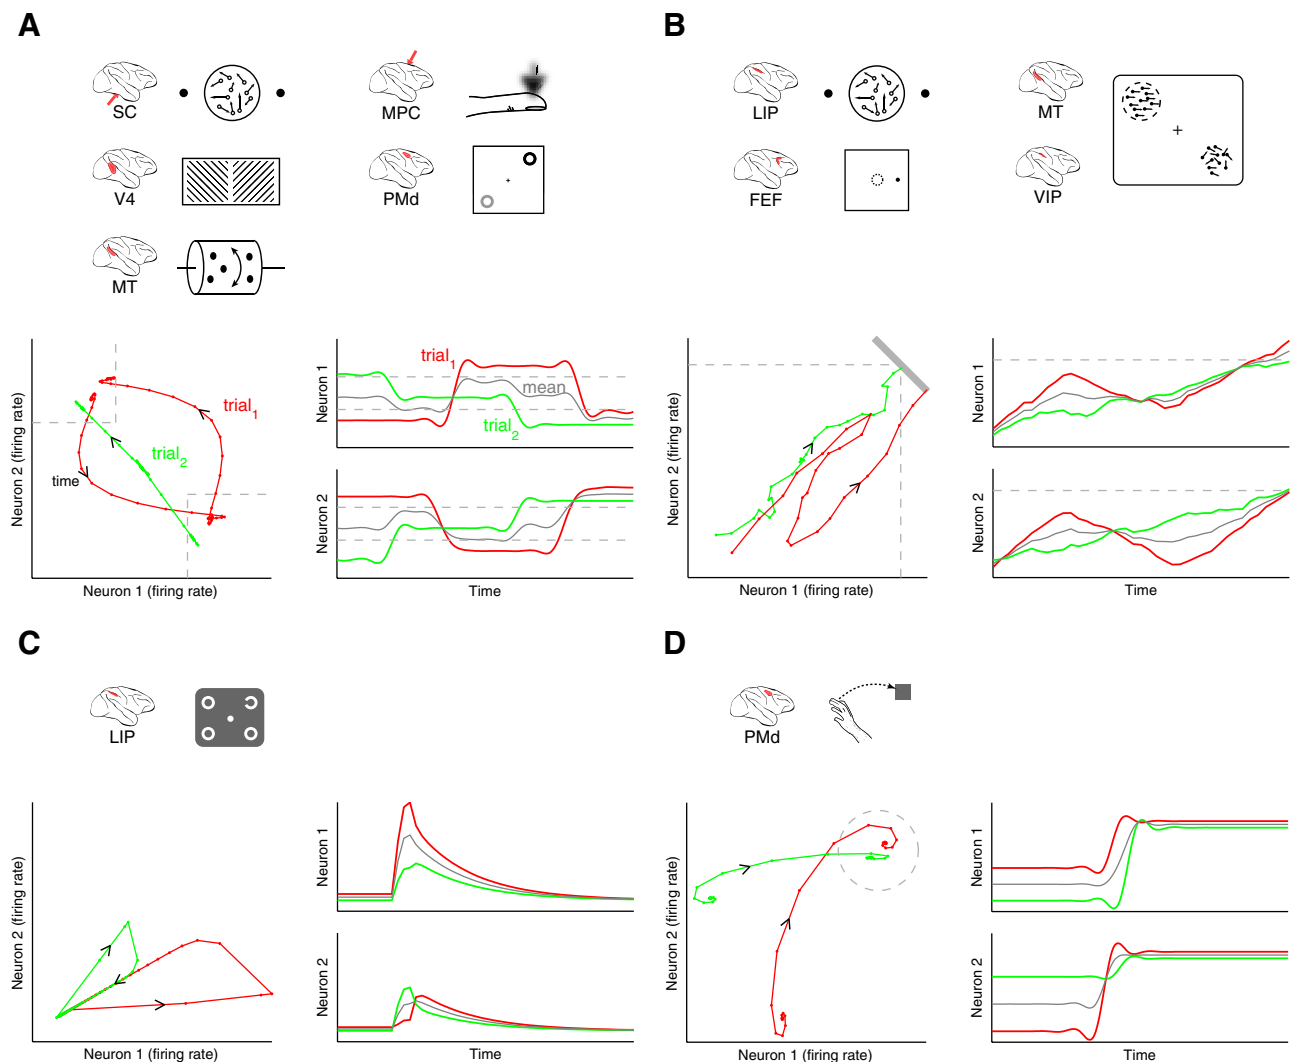 A
SC
MPC
V4
PMd
MT
Neuron 2 (firing rate)
trial1
trial2
time
Neuron 1 (firing rate)
Neuron 1
trial1
mean
trial2
Neuron 2
Time
B
LIP
MT
FEF
VIP
Neuron 2 (firing rate)
Neuron 1 (firing rate)
Neuron 1
Neuron 2
Time
C
LIP
Neuron 2 (firing rate)
Neuron 1 (firing rate)
Neuron 1
Neuron 2
Time
D
PMd
Neuron 2 (firing rate)
Neuron 1 (firing rate)
Neuron 1
Neuron 2
Time